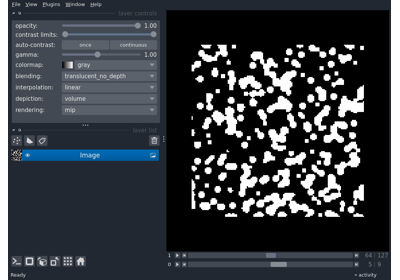 File View Plugins Window Help
layer controls
opacity: 1.00
contrast limits:
auto-contrast: once continuous
gamma: 1.00
colormap: gray
blending: translucent_no_depth
interpolation: linear
depiction: volume
rendering: mip
layer list
Image
1 64 127
0 5 9
Ready activity